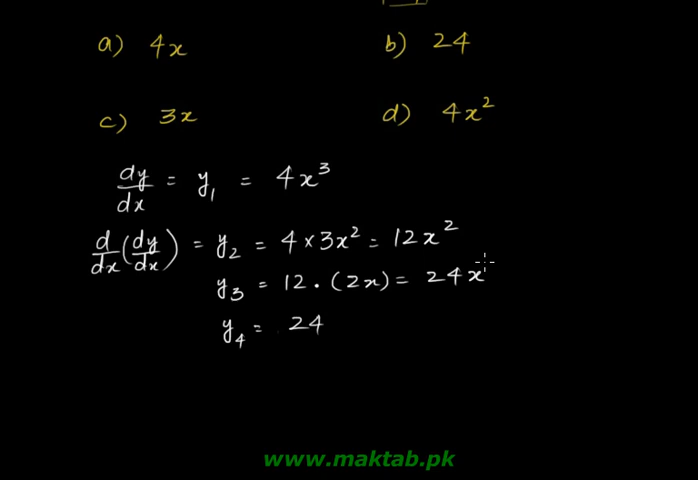 a) 4x b) 24
c) 3x d) 4x²
dy/dx = y₁ = 4x³
d/dx (dy/dx) = y₂ = 4 × 3x² = 12x²
y₃ = 12 . (2x) = 24x
y₄ = 24
www.maktab.pk